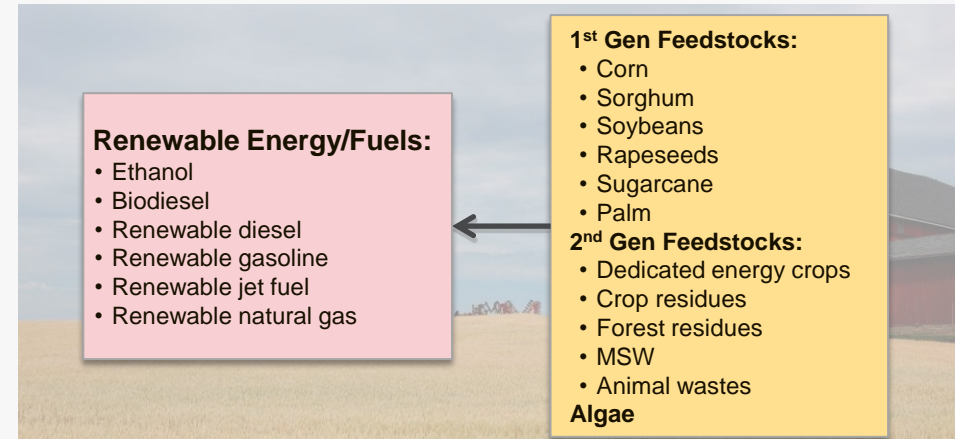 Renewable Energy/Fuels:
• Ethanol
• Biodiesel
• Renewable diesel
• Renewable gasoline
• Renewable jet fuel
• Renewable natural gas
1st Gen Feedstocks:
• Corn
• Sorghum
• Soybeans
• Rapeseeds
• Sugarcane
• Palm
2nd Gen Feedstocks:
• Dedicated energy crops
• Crop residues
• Forest residues
• MSW
• Animal wastes
Algae